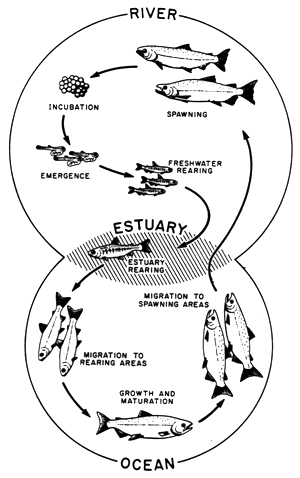 RIVER
INCUBATION
SPAWNING
EMERGENCE
FRESHWATER
REARING
ESTUARY
ESTUARY
REARING
MIGRATION TO
SPAWNING AREAS
MIGRATION TO
REARING AREAS
GROWTH AND
MATURATION
OCEAN